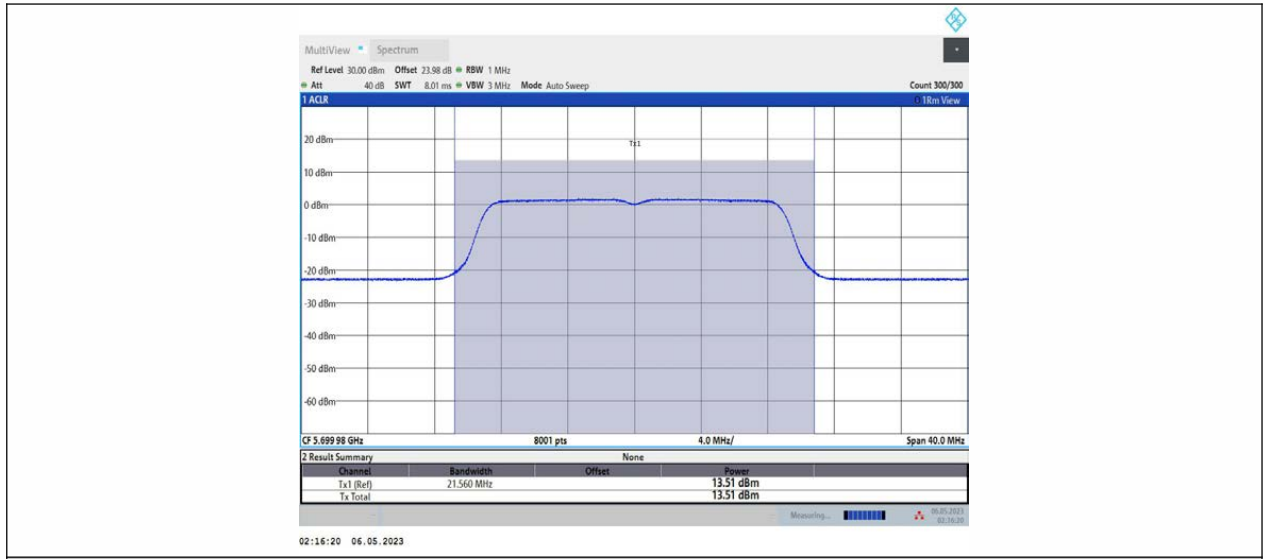 MultiView Spectrum
Ref Level 30.00 dBm Offset 23.98 dB RBW 1 MHz
Att 40 dB SWT 8.01 ms VBW 3 MHz Mode Auto Sweep Count 300/300
1 ACLR 1Rm View
Tx1
20 dBm
10 dBm
0 dBm
-10 dBm
-20 dBm
-30 dBm
-40 dBm
-50 dBm
-60 dBm
CF 5.699 98 GHz 8001 pts 4.0 MHz/ Span 40.0 MHz
2 Result Summary None
Channel Bandwidth Offset Power
Tx1 (Ref) 21.560 MHz 13.51 dBm
Tx Total 13.51 dBm
Measuring... 06.05.2023
02:16:20
02:16:20 06.05.2023